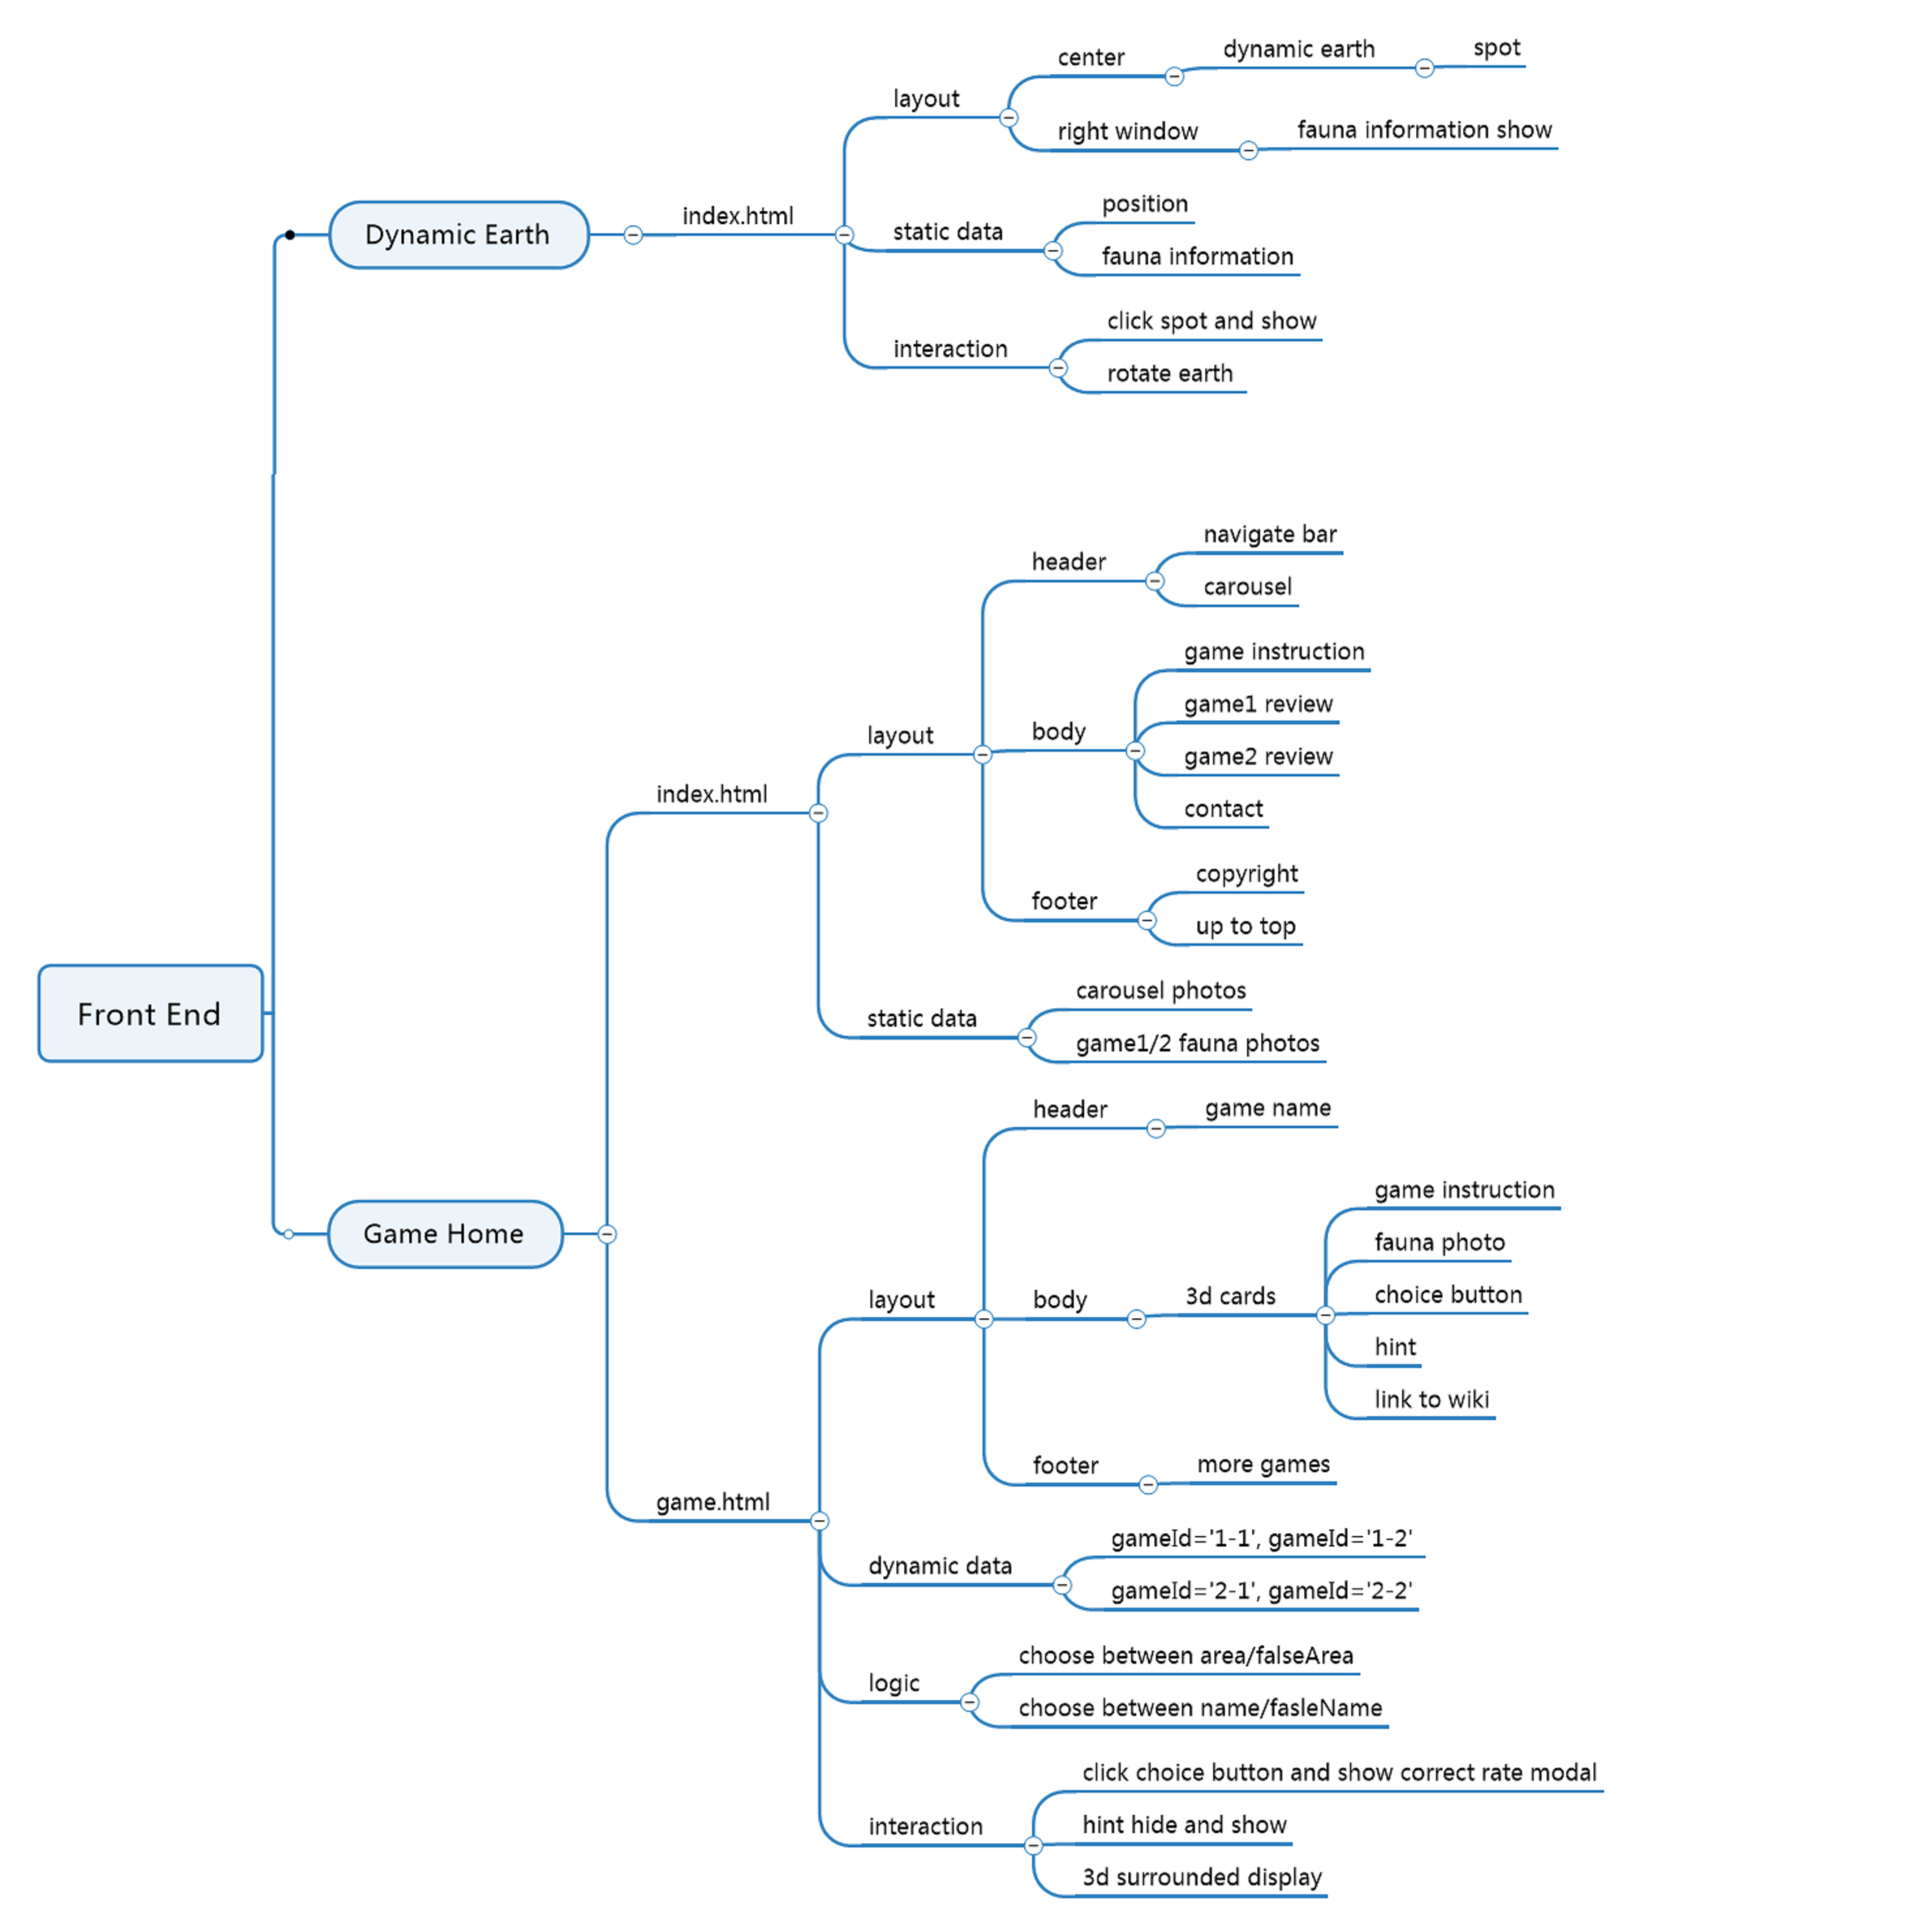 center
dynamic earth
spot
layout
right window
fauna information show
Dynamic Earth
index.html
position
static data
fauna information
click spot and show
interaction
rotate earth
navigate bar
header
carousel
game instruction
game1 review
layout
body
game2 review
index.html
contact
copyright
footer
up to top
carousel photos
static data
game1/2 fauna photos
Front End
header
game name
game instruction
Game Home
fauna photo
layout
body
3d cards
choice button
hint
link to wiki
footer
more games
game.html
gameId='1-1', gameId='1-2'
dynamic data
gameId='2-1', gameId='2-2'
choose between area/falseArea
logic
choose between name/fasleName
click choice button and show correct rate modal
interaction
hint hide and show
3d surrounded display